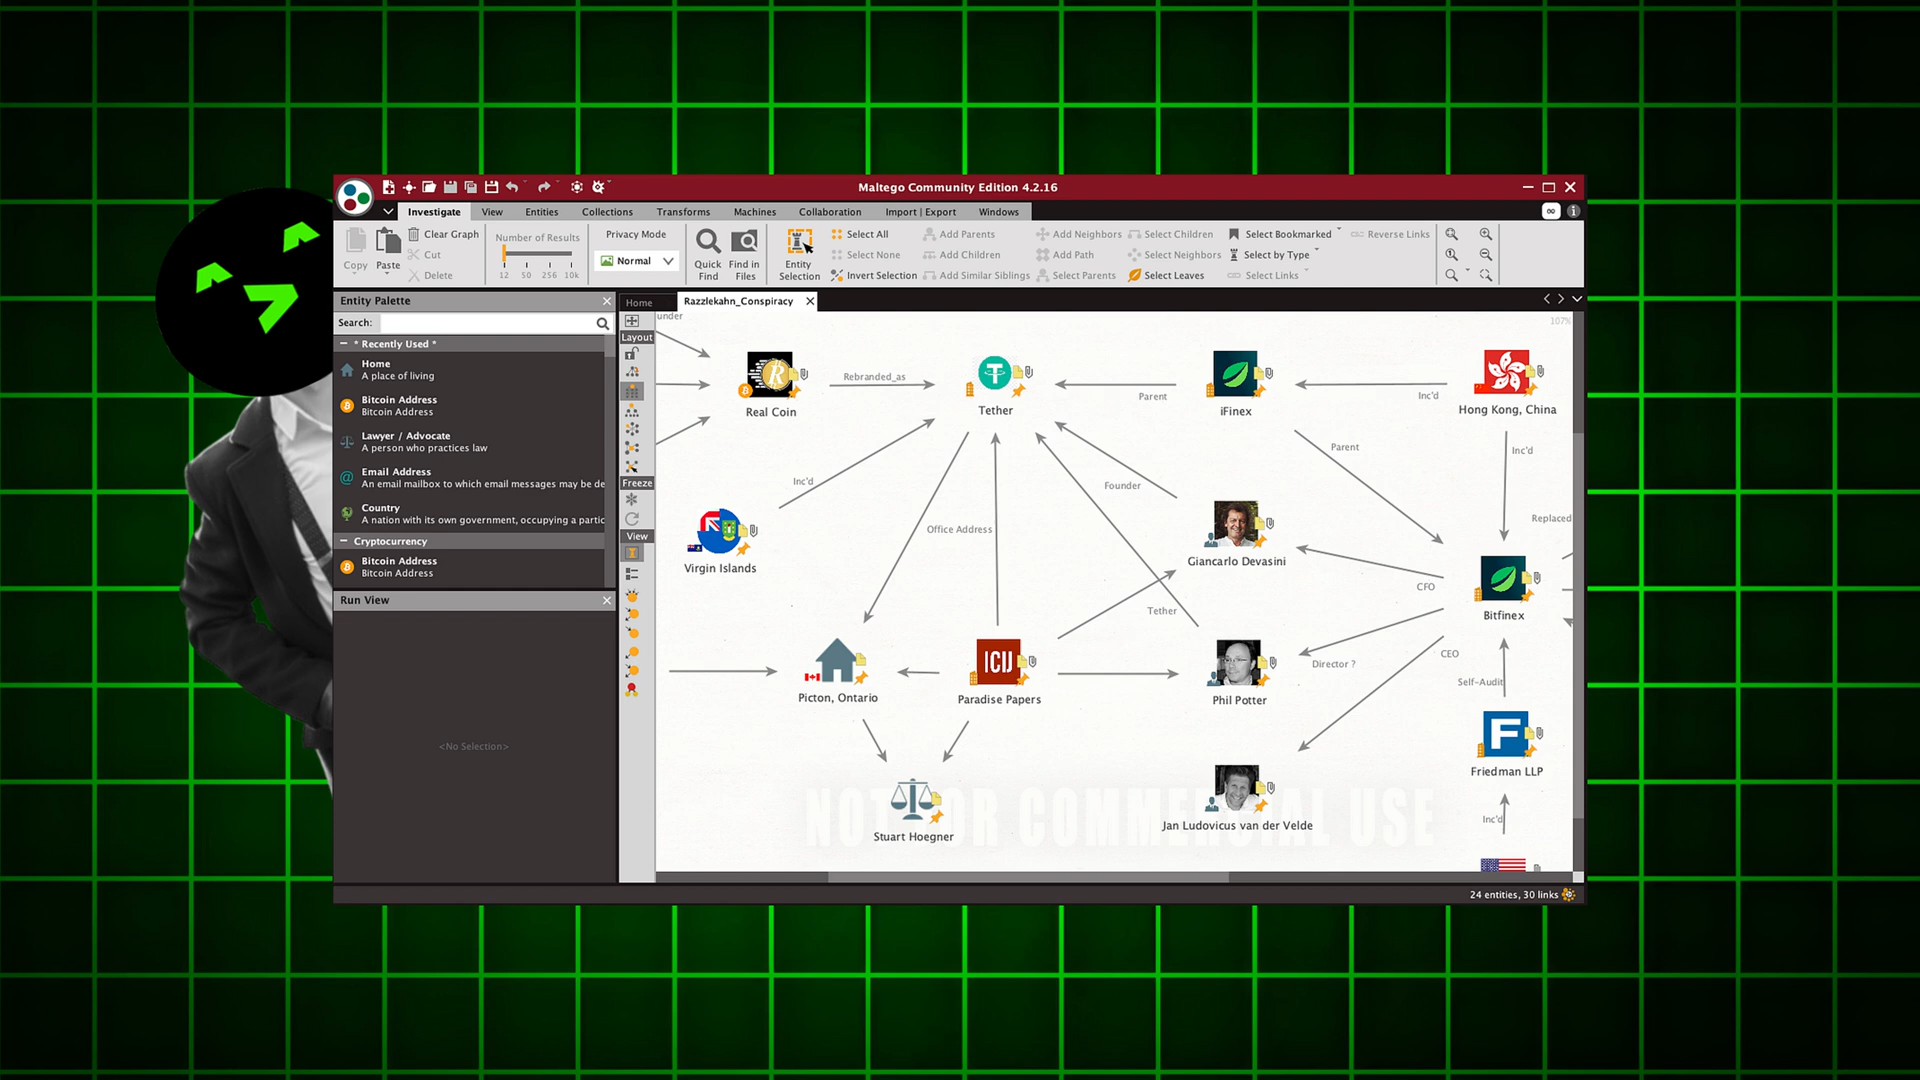 Maltego Community Edition 4.2.16
Investigate View Entities Collections Transforms Machines Collaboration Import | Export Windows
Copy
Paste
Clear Graph
Cut
Delete
Number of Results
12 50 256 10k
Privacy Mode
Normal
Quick Find
Find in Files
Entity Selection
Select All
Select None
Invert Selection
Add Parents
Add Children
Add Similar Siblings
Add Neighbors
Add Path
Select Parents
Select Children
Select Neighbors
Select Leaves
Select Bookmarked
Select by Type
Select Links
Reverse Links
Entity Palette
Search:
* Recently Used *
Home
A place of living
Bitcoin Address
Bitcoin Address
Lawyer / Advocate
A person who practices law
Email Address
An email mailbox to which email messages may be de
Country
A nation with its own government, occupying a partic
Cryptocurrency
Bitcoin Address
Bitcoin Address
Run View
<No Selection>
Home
Razzlekahn_Conspiracy
Layout
Freeze
View
under
107%
Real Coin
Rebranded_as
Tether
Parent
iFinex
Inc'd
Hong Kong, China
Inc'd
Virgin Islands
Office Address
Founder
Parent
Inc'd
Giancarlo Devasini
Replaced
CFO
Bitfinex
Tether
Picton, Ontario
ICIJ
Paradise Papers
Phil Potter
Director ?
CEO
Self-Audit
F
Friedman LLP
Stuart Hoegner
Jan Ludovicus van der Velde
Inc'd
NOT FOR COMMERCIAL USE
24 entities, 30 links